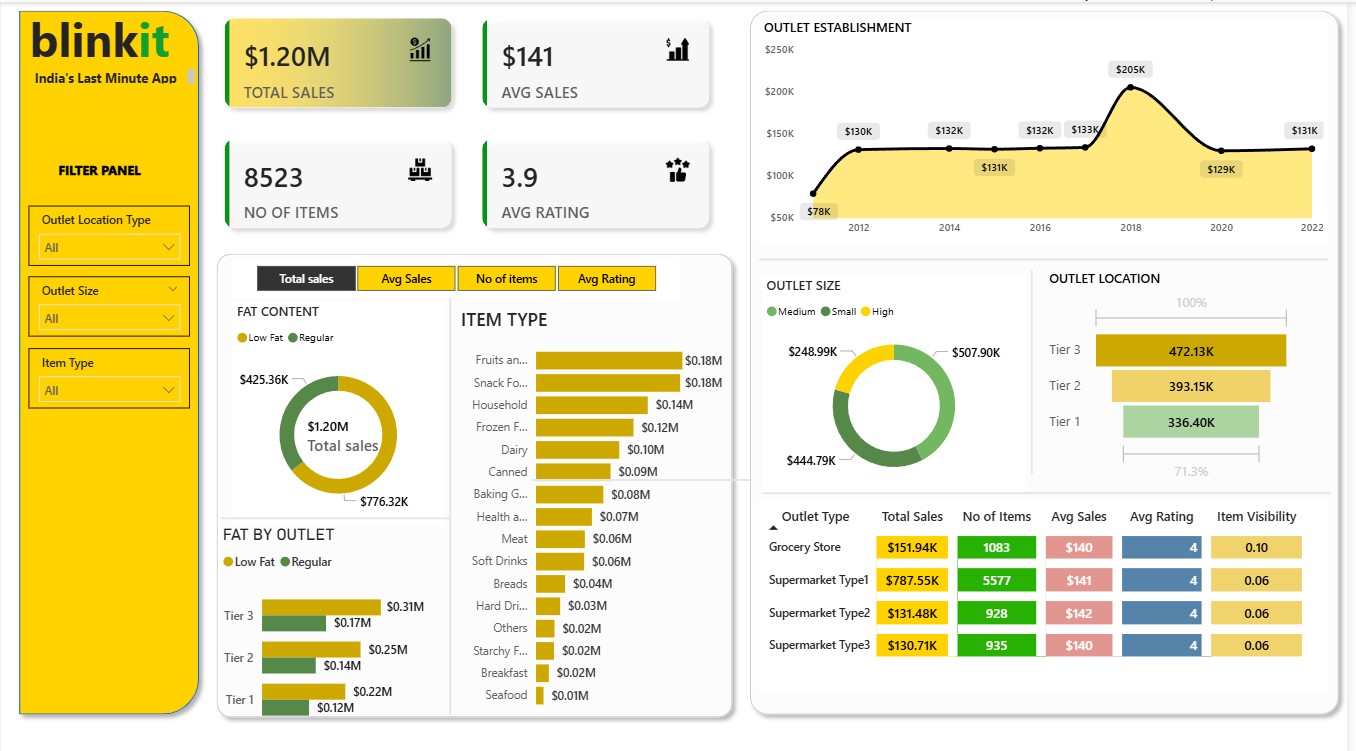 blinkit
India's Last Minute App
FILTER PANEL
Outlet Location Type
All
Outlet Size
All
Item Type
All
$1.20M
TOTAL SALES
$141
AVG SALES
8523
NO OF ITEMS
3.9
AVG RATING
Total sales Avg Sales No of items Avg Rating
FAT CONTENT
Low Fat Regular
$425.36K
$1.20M
Total sales
$776.32K
FAT BY OUTLET
Low Fat Regular
Tier 3 $0.31M
$0.17M
Tier 2 $0.25M
$0.14M
Tier 1 $0.22M
$0.12M
ITEM TYPE
Fruits an... $0.18M
Snack Fo... $0.18M
Household $0.14M
Frozen F... $0.12M
Dairy $0.10M
Canned $0.09M
Baking G... $0.08M
Health a... $0.07M
Meat $0.06M
Soft Drinks $0.06M
Breads $0.04M
Hard Dri... $0.03M
Others $0.02M
Starchy F... $0.02M
Breakfast $0.02M
Seafood $0.01M
OUTLET ESTABLISHMENT
$250K
$200K
$150K
$100K
$50K
$78K
$130K
$132K
$131K
$132K
$133K
$205K
$129K
$131K
2012 2014 2016 2018 2020 2022
OUTLET SIZE
Medium Small High
$248.99K
$507.90K
$444.79K
OUTLET LOCATION
100%
Tier 3 472.13K
Tier 2 393.15K
Tier 1 336.40K
71.3%
Outlet Type Total Sales No of Items Avg Sales Avg Rating Item Visibility
Grocery Store $151.94K 1083 $140 4 0.10
Supermarket Type1 $787.55K 5577 $141 4 0.06
Supermarket Type2 $131.48K 928 $142 4 0.06
Supermarket Type3 $130.71K 935 $140 4 0.06